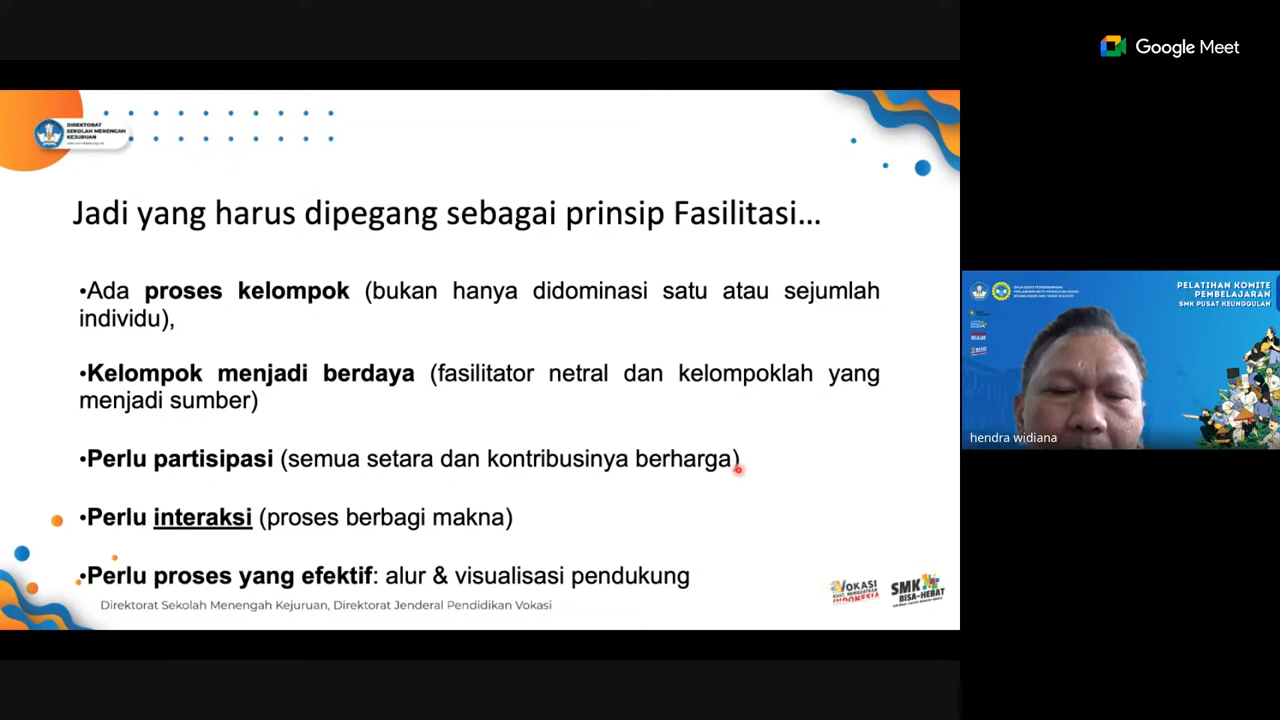 Google Meet
DIREKTORAT
SEKOLAH MENENGAH
KEJURUAN
Jadi yang harus dipegang sebagai prinsip Fasilitasi...
•Ada proses kelompok (bukan hanya didominasi satu atau sejumlah
individu),
•Kelompok menjadi berdaya (fasilitator netral dan kelompoklah yang
menjadi sumber)
•Perlu partisipasi (semua setara dan kontribusinya berharga)
•Perlu interaksi (proses berbagi makna)
•Perlu proses yang efektif: alur & visualisasi pendukung
Direktorat Sekolah Menengah Kejuruan, Direktorat Jenderal Pendidikan Vokasi
VOKASI
INDONESIA
SMK
BISA-HEBAT
PELATIHAN KOMITE
PEMBELAJARAN
SMK PUSAT KEUNGGULAN
hendra widiana